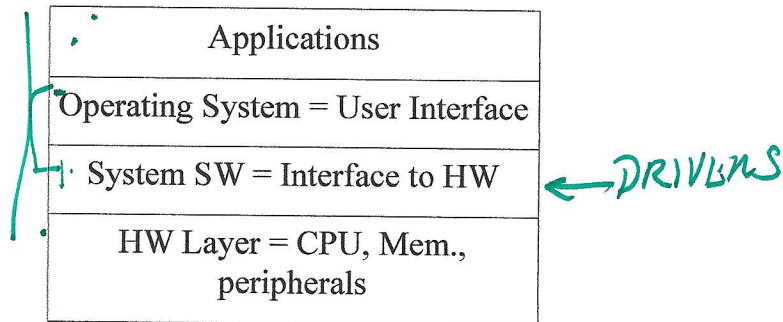 Applications
Operating System = User Interface
System SW = Interface to HW
DRIVERS
HW Layer = CPU, Mem.,
peripherals